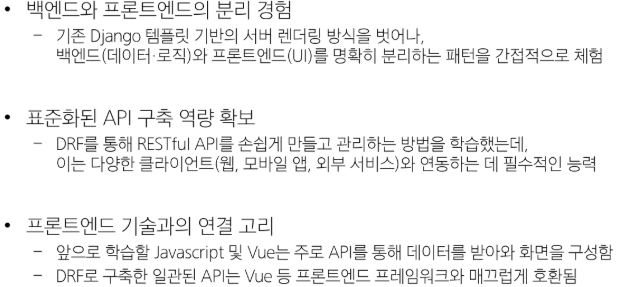 • 백엔드와 프론트엔드의 분리 경험
– 기존 Django 템플릿 기반의 서버 렌더링 방식을 벗어나,
백엔드(데이터·로직)와 프론트엔드(UI)를 명확히 분리하는 패턴을 간접적으로 체험
• 표준화된 API 구축 역량 확보
– DRF를 통해 RESTful API를 손쉽게 만들고 관리하는 방법을 학습했는데,
이는 다양한 클라이언트(웹, 모바일 앱, 외부 서비스)와 연동하는 데 필수적인 능력
• 프론트엔드 기술과의 연결 고리
– 앞으로 학습할 Javascript 및 Vue는 주로 API를 통해 데이터를 받아와 화면을 구성함
– DRF로 구축한 일관된 API는 Vue 등 프론트엔드 프레임워크와 매끄럽게 호환됨